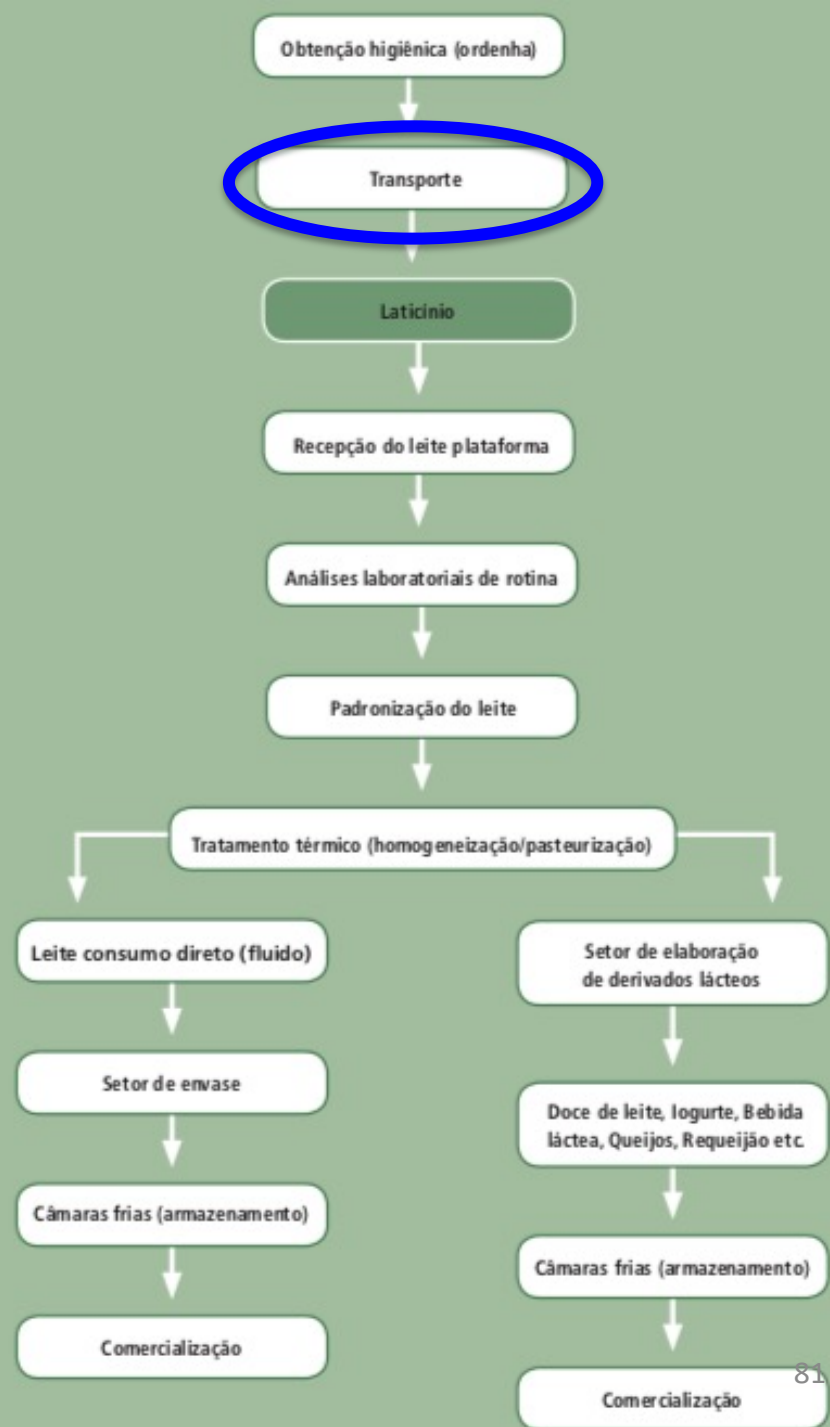 Obtenção higiênica (ordenha)
Transporte
Laticínio
Recepção do leite plataforma
Análises laboratoriais de rotina
Padronização do leite
Tratamento térmico (homogeneização/pasteurização)
Leite consumo direto (fluido)
Setor de envase
Câmaras frias (armazenamento)
Comercialização
Setor de elaboração
de derivados lácteos
Doce de leite, Iogurte, Bebida
láctea, Queijos, Requeijão etc.
Câmaras frias (armazenamento)
Comercialização
81